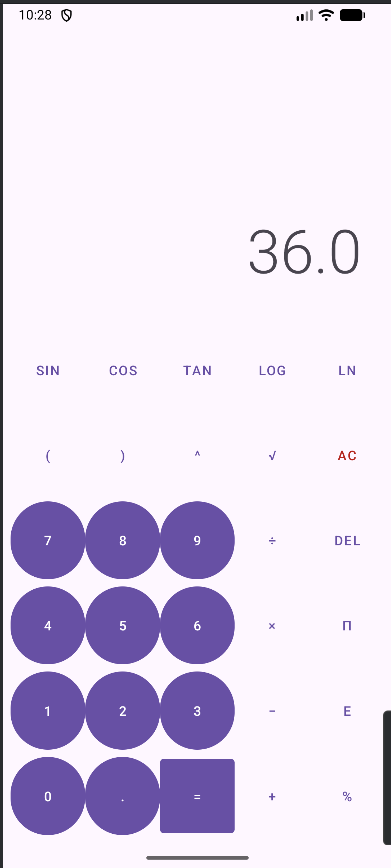 10:28
36.0
SIN COS TAN LOG LN
( ) ^ √ AC
7 8 9 ÷ DEL
4 5 6 × Π
1 2 3 − E
0 . = + %